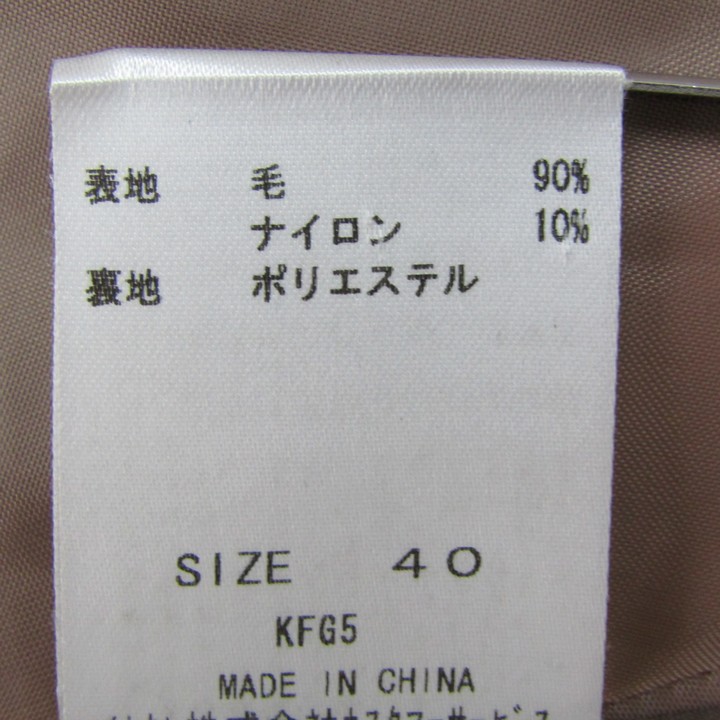 表地 毛 90%
ナイロン 10%
裏地 ポリエステル
SIZE 40
KFG5
MADE IN CHINA